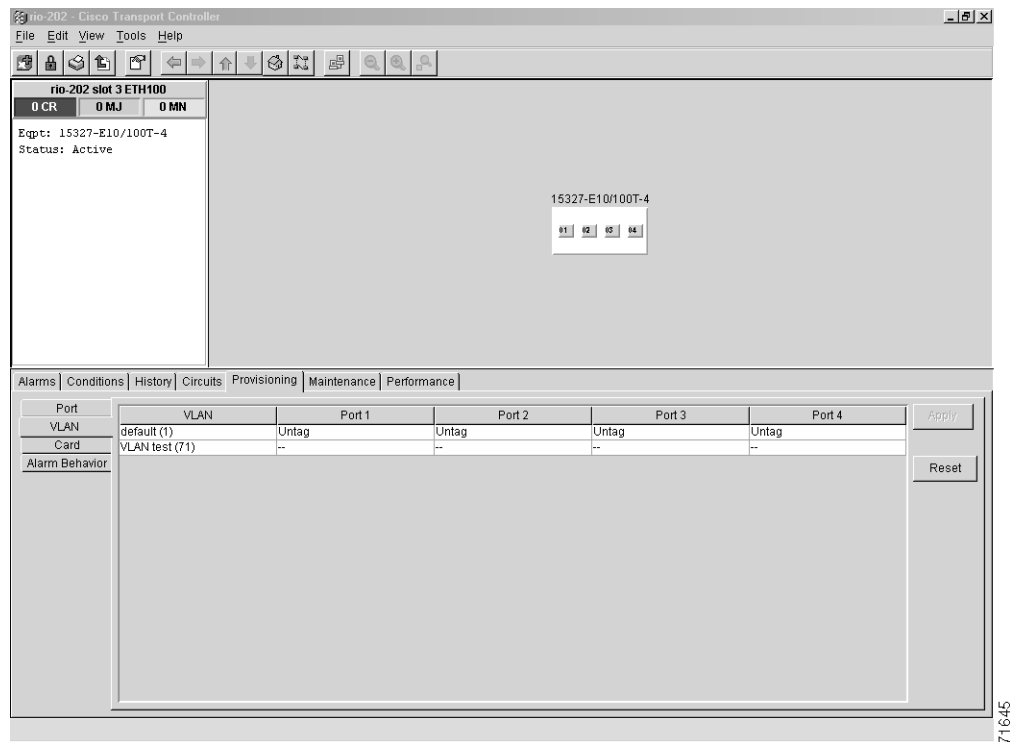 rio-202 - Cisco Transport Controller
File Edit View Tools Help
rio-202 slot 3 ETH100
0 CR 0 MJ 0 MN
Eqpt: 15327-E10/100T-4
Status: Active
15327-E10/100T-4
01 02 03 04
Alarms Conditions History Circuits Provisioning Maintenance Performance
Port
VLAN
Card
Alarm Behavior
VLAN Port 1 Port 2 Port 3 Port 4
default (1) Untag Untag Untag Untag
VLAN test (71) -- -- -- --
Apply
Reset
71645